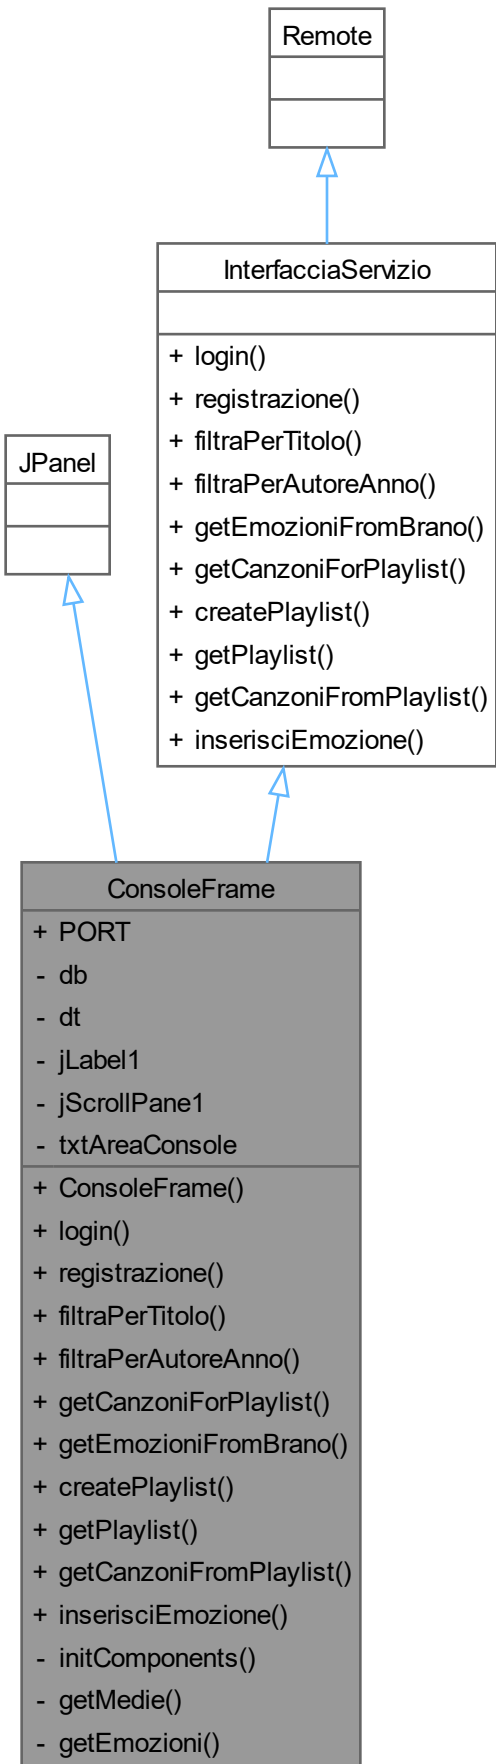 Remote
InterfacciaServizio
+ login()
+ registrazione()
+ filtraPerTitolo()
+ filtraPerAutoreAnno()
+ getEmozioniFromBrano()
+ getCanzoniForPlaylist()
+ createPlaylist()
+ getPlaylist()
+ getCanzoniFromPlaylist()
+ inserisciEmozione()
JPanel
ConsoleFrame
+ PORT
- db
- dt
- jLabel1
- jScrollPane1
- txtAreaConsole
+ ConsoleFrame()
+ login()
+ registrazione()
+ filtraPerTitolo()
+ filtraPerAutoreAnno()
+ getCanzoniForPlaylist()
+ getEmozioniFromBrano()
+ createPlaylist()
+ getPlaylist()
+ getCanzoniFromPlaylist()
+ inserisciEmozione()
- initComponents()
- getMedie()
- getEmozioni()